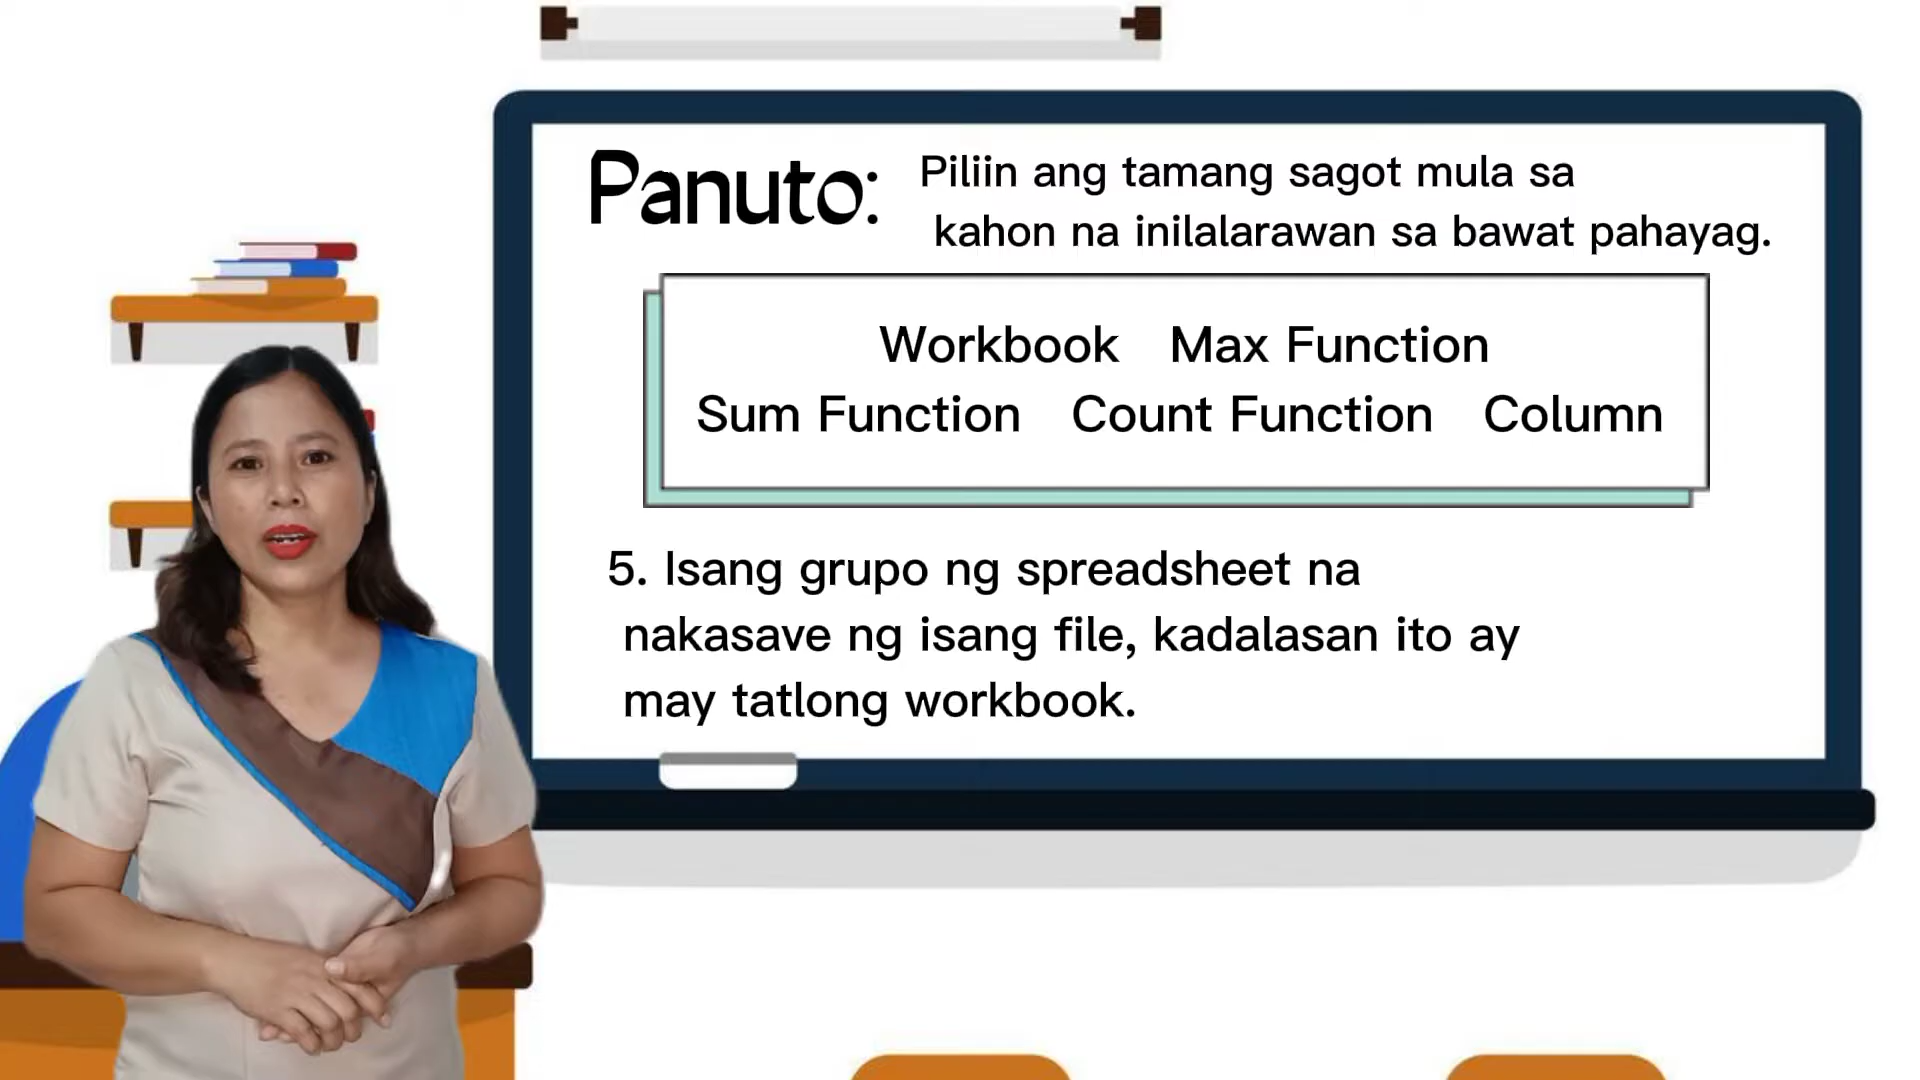 Panuto:
Piliin ang tamang sagot mula sa
kahon na inilalarawan sa bawat pahayag.
Workbook Max Function
Sum Function Count Function Column
5. Isang grupo ng spreadsheet na
nakasave ng isang file, kadalasan ito ay
may tatlong workbook.